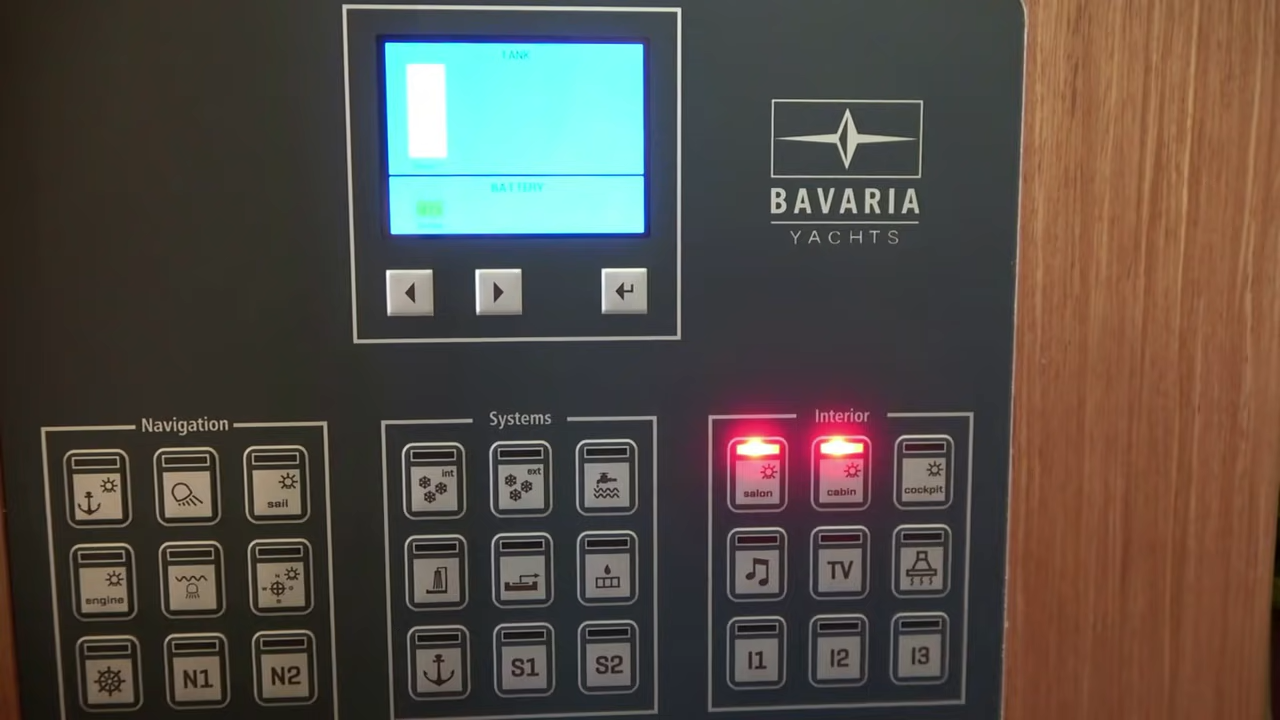 TANK
BATTERY
BAVARIA
YACHTS
Navigation
Systems
Interior
sail
int
ext
salon
cabin
cockpit
engine
TV
N1
N2
S1
S2
I1
I2
I3